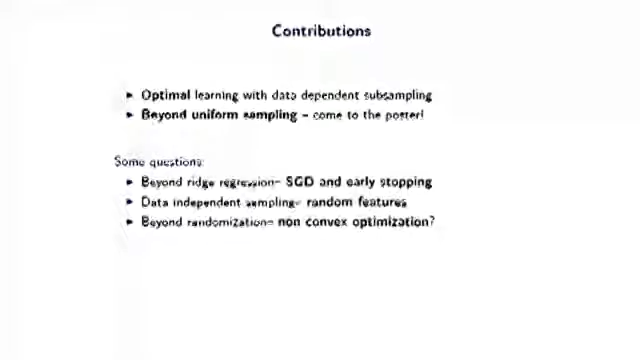 Contributions
▸ Optimal learning with data dependent subsampling
▸ Beyond uniform sampling – come to the poster!
Some questions:
▸ Beyond ridge regression– SGD and early stopping
▸ Data independent sampling– random features
▸ Beyond randomization– non convex optimization?